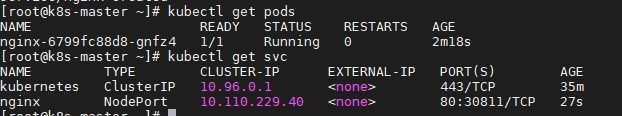 [root@k8s-master ~]# kubectl get pods
NAME                     READY   STATUS    RESTARTS   AGE
nginx-6799fc88d8-gnfz4   1/1     Running   0          2m18s
[root@k8s-master ~]# kubectl get svc
NAME         TYPE        CLUSTER-IP      EXTERNAL-IP   PORT(S)        AGE
kubernetes   ClusterIP   10.96.0.1       <none>        443/TCP        35m
nginx        NodePort    10.110.229.40   <none>        80:30811/TCP   27s
[root@k8s-master ~]#